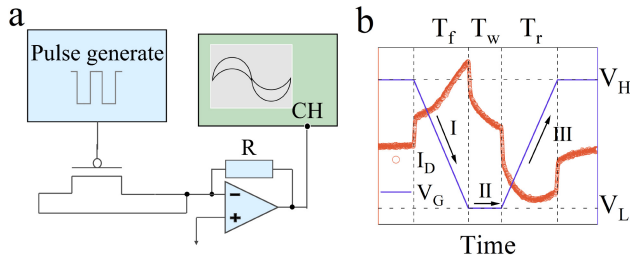 a
Pulse generate
CH
R
−
+
b
T_f T_w T_r
V_H
I
III
I_D
II
V_G
V_L
Time